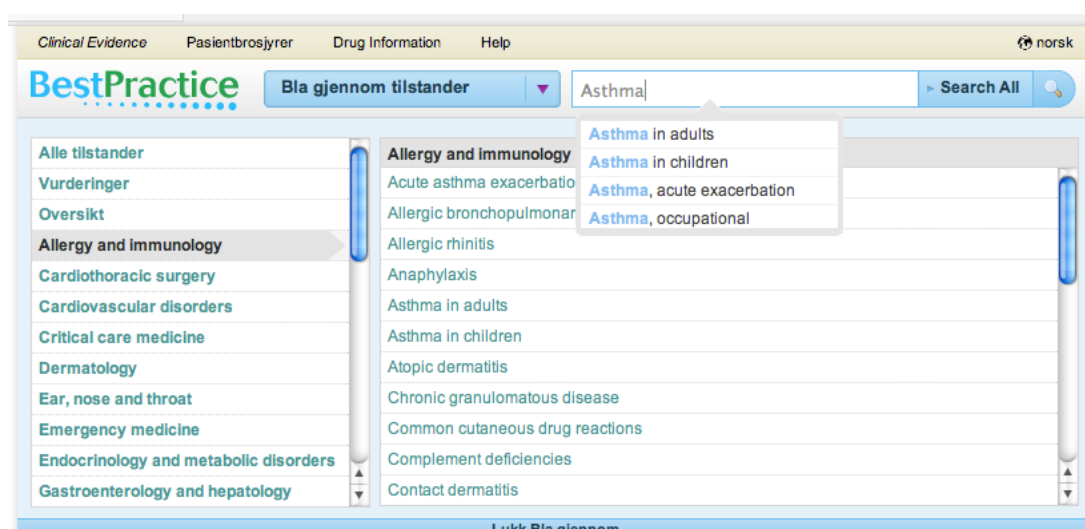 Clinical Evidence Pasientbrosjyrer Drug Information Help norsk
BestPractice Bla gjennom tilstander Asthma Search All
Asthma in adults
Asthma in children
Asthma, acute exacerbation
Asthma, occupational
Alle tilstander
Vurderinger
Oversikt
Allergy and immunology
Cardiothoracic surgery
Cardiovascular disorders
Critical care medicine
Dermatology
Ear, nose and throat
Emergency medicine
Endocrinology and metabolic disorders
Gastroenterology and hepatology
Allergy and immunology
Acute asthma exacerbatio
Allergic bronchopulmonar
Allergic rhinitis
Anaphylaxis
Asthma in adults
Asthma in children
Atopic dermatitis
Chronic granulomatous disease
Common cutaneous drug reactions
Complement deficiencies
Contact dermatitis
Lukk Bla gjennom